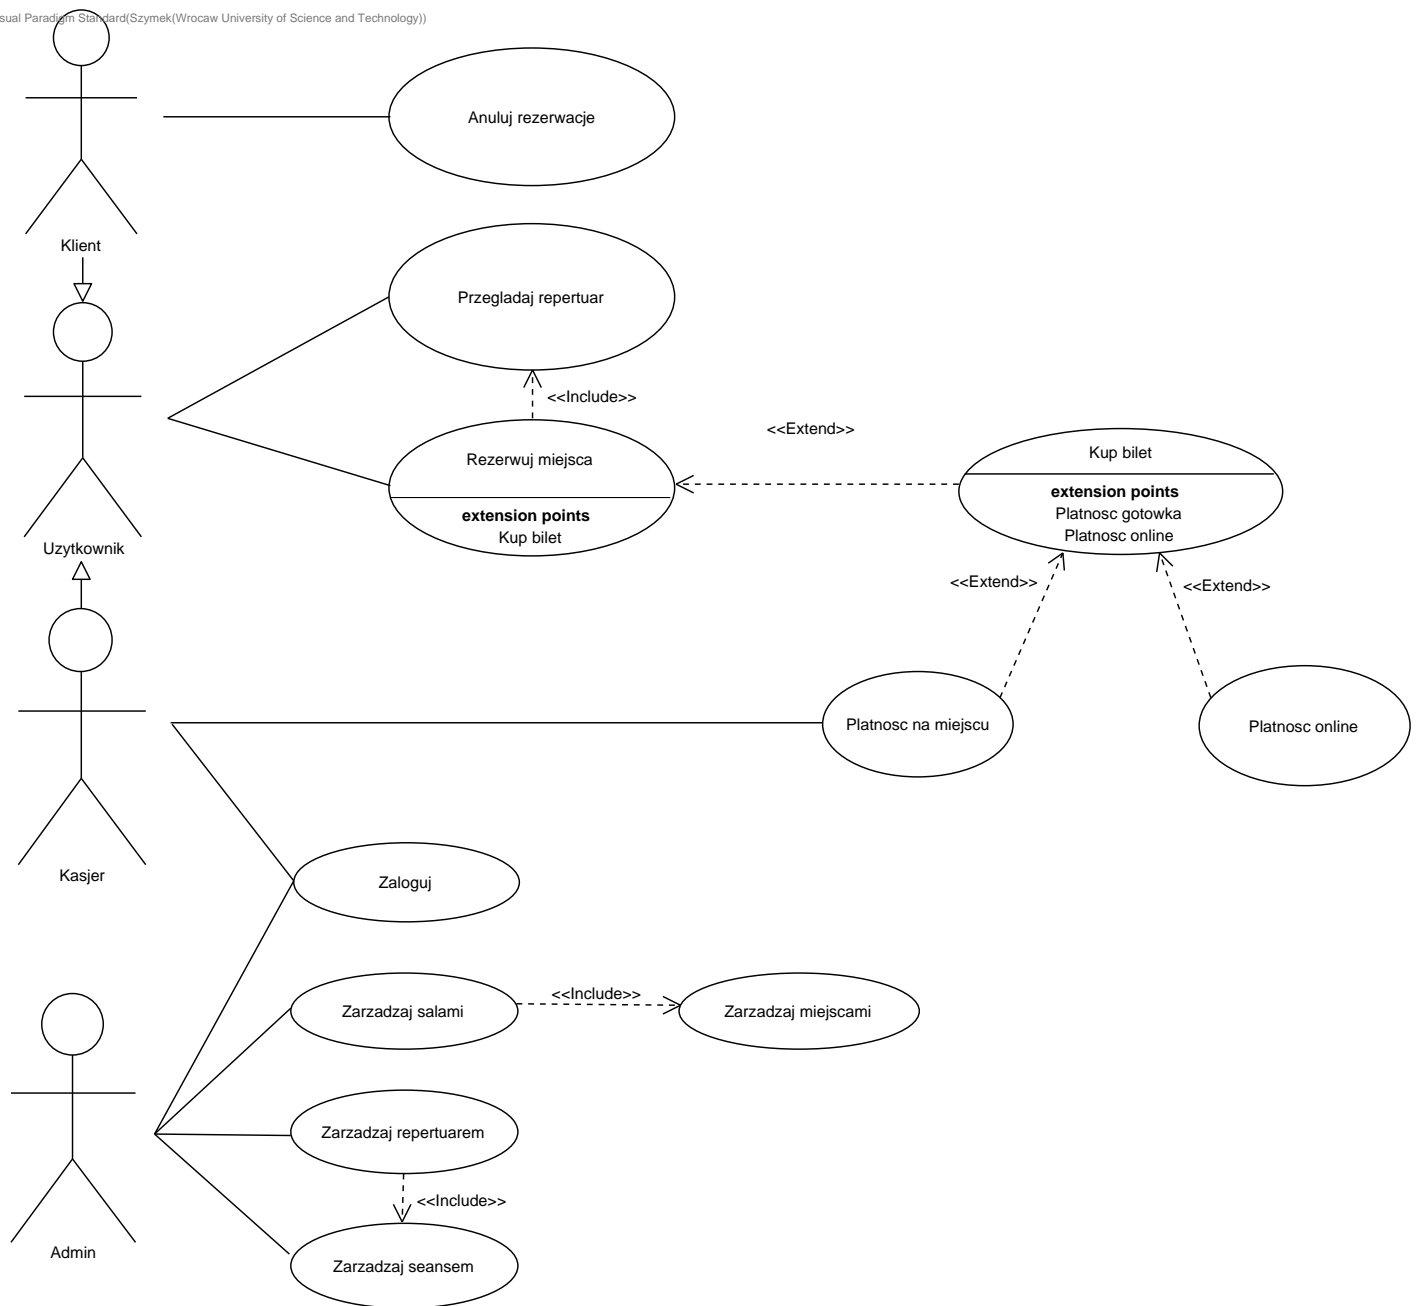 sual Paradigm Standard(Szymek(Wrocaw University of Science and Technology))
Anuluj rezerwacje
Klient
Przegladaj repertuar
<<Include>>
<<Extend>>
Rezerwuj miejsca
extension points
Kup bilet
Kup bilet
extension points
Platnosc gotowka
Platnosc online
Uzytkownik
<<Extend>>
<<Extend>>
Platnosc na miejscu
Platnosc online
Kasjer
Zaloguj
Zarzadzaj salami
<<Include>>
Zarzadzaj miejscami
Zarzadzaj repertuarem
<<Include>>
Admin
Zarzadzaj seansem